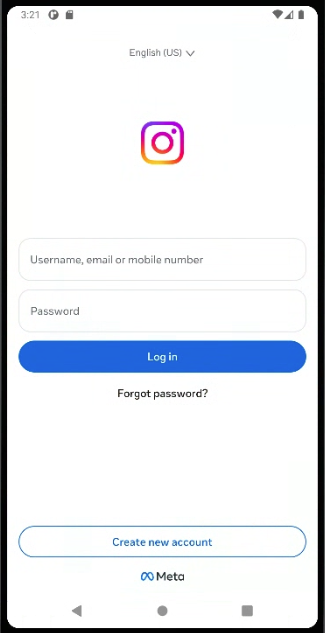 3:21
English (US)
Username, email or mobile number
Password
Log in
Forgot password?
Create new account
Meta